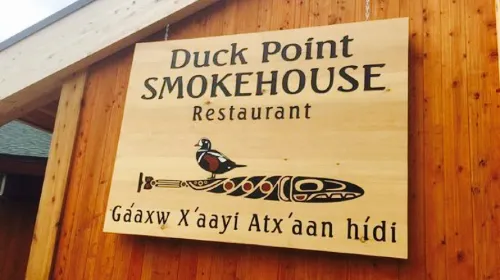 Duck Point
SMOKEHOUSE
Restaurant
Gáaxw X'aayi Atx'aan hídi